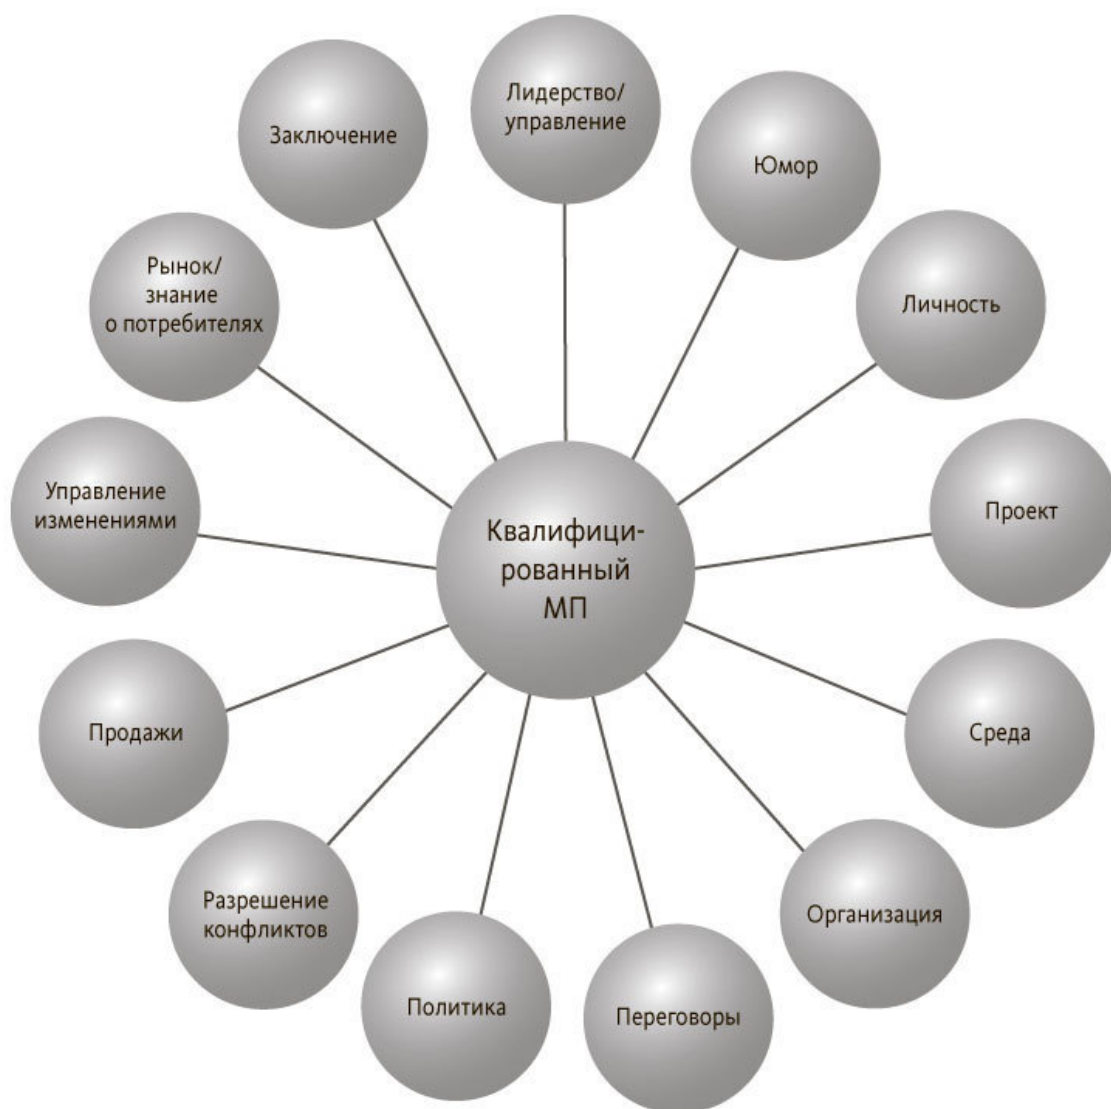 Лидерство/
управление
Заключение
Юмор
Рынок/
знание
о потребителях
Личность
Управление
изменениями
Проект
Квалифици-
рованный
МП
Продажи
Среда
Разрешение
конфликтов
Организация
Политика
Переговоры